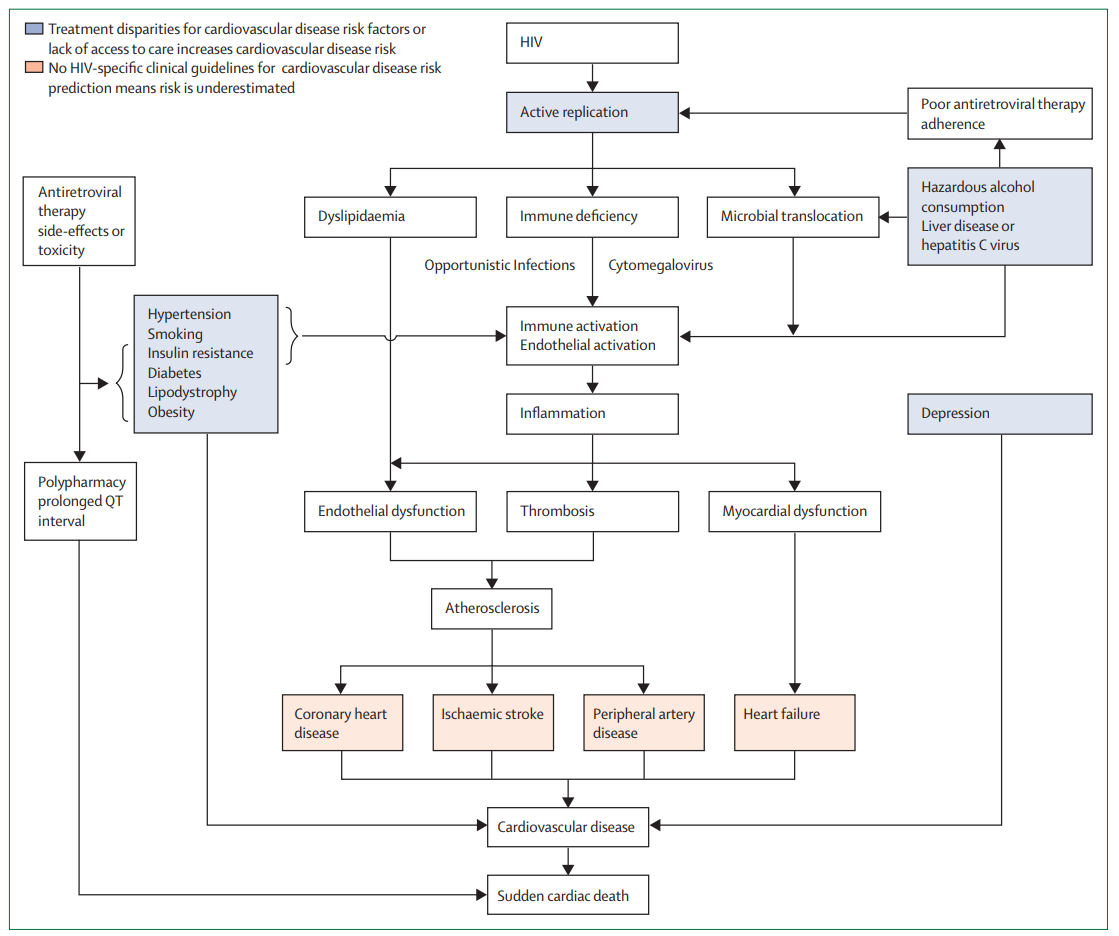 Treatment disparities for cardiovascular disease risk factors or
lack of access to care increases cardiovascular disease risk
No HIV-specific clinical guidelines for cardiovascular disease risk
prediction means risk is underestimated
HIV
Active replication
Poor antiretroviral therapy
adherence
Antiretroviral
therapy
side-effects or
toxicity
Dyslipidaemia
Immune deficiency
Microbial translocation
Hazardous alcohol
consumption
Liver disease or
hepatitis C virus
Opportunistic Infections
Cytomegalovirus
Hypertension
Smoking
Insulin resistance
Diabetes
Lipodystrophy
Obesity
Immune activation
Endothelial activation
Inflammation
Depression
Polypharmacy
prolonged QT
interval
Endothelial dysfunction
Thrombosis
Myocardial dysfunction
Atherosclerosis
Coronary heart
disease
Ischaemic stroke
Peripheral artery
disease
Heart failure
Cardiovascular disease
Sudden cardiac death